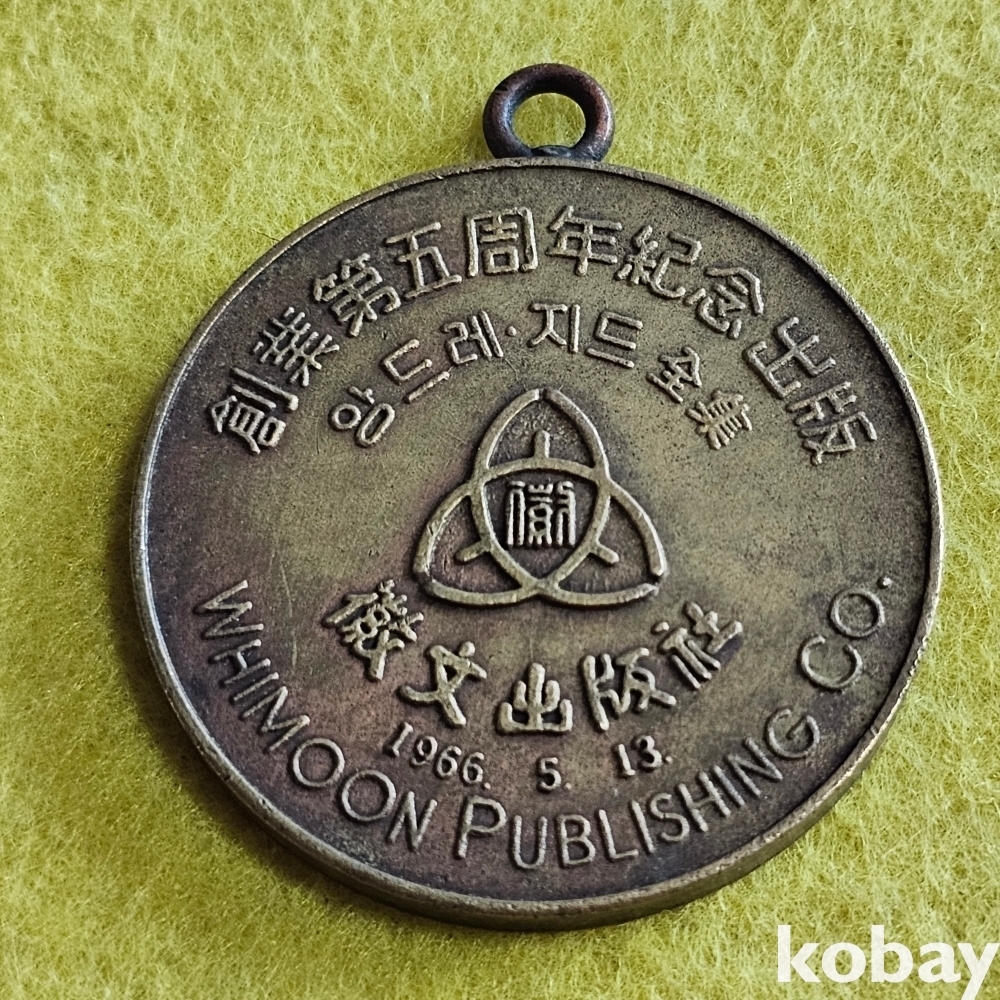 創業第五周年紀念出版
앙드레·지드 全集
徽
徽文出版社
1966. 5. 13.
WHIMOON PUBLISHING CO.
kobay